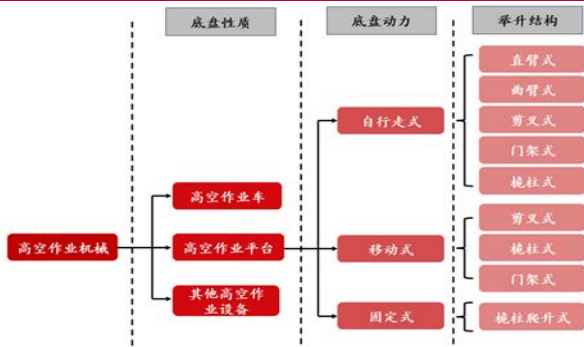 底盘性质
底盘动力
举升结构
直臂式
曲臂式
自行走式
剪叉式
门架式
桅柱式
高空作业车
剪叉式
高空作业机械
高空作业平台
移动式
桅柱式
门架式
其他高空作
业设备
固定式
桅柱爬升式